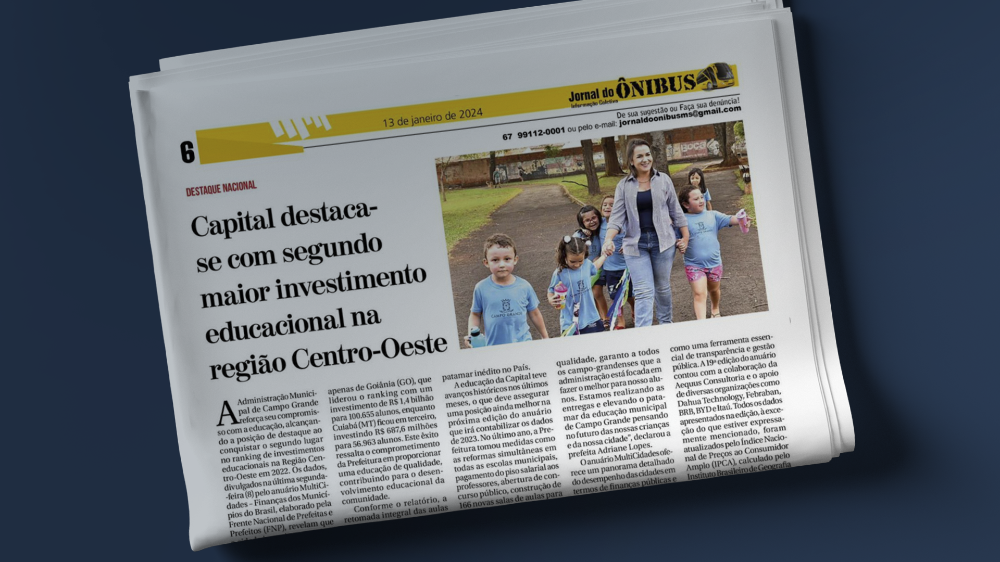 6
13 de janeiro de 2024
Jornal do ÔNIBUS
Informação Coletiva
De sua sugestão ou Faça sua denúncia!
67 99112-0001 ou pelo e-mail: jornaldoonibusms@gmail.com
DESTAQUE NACIONAL
Capital destaca-
se com segundo
maior investimento
educacional na
região Centro-Oeste
BOCA
CAMPO GRANDE
A Administração Munici-
pal de Campo Grande
reforça seu compromis-
so com a educação, alcançan-
do a posição de destaque ao
conquistar o segundo lugar
no ranking de investimentos
educacionais na Região Cen-
tro-Oeste em 2022. Os dados,
divulgados na última segunda-
-feira (8) pelo anuário MultiCi-
dades – Finanças dos Municí-
pios do Brasil, elaborado pela
Frente Nacional de Prefeitas e
Prefeitos (FNP), revelam que
apenas de Goiânia (GO), que
liderou o ranking com um
investimento de R$ 1,4 bilhão
para 100.655 alunos, enquanto
Cuiabá (MT) ficou em terceiro,
investindo R$ 687,6 milhões
para 56.963 alunos. Este êxito
ressalta o comprometimento
da Prefeitura em proporcionar
uma educação de qualidade,
contribuindo para o desen-
volvimento educacional da
comunidade.
Conforme o relatório, a
retomada integral das aulas
patamar inédito no País.
A educação da Capital teve
avanços históricos nos últimos
meses, o que deve assegurar
uma posição ainda melhor na
próxima edição do anuário
que irá contabilizar os dados
de 2023. No último ano, a Pre-
feitura tomou medidas como
as reformas simultâneas em
todas as escolas municipais,
pagamento do piso salarial aos
professores, abertura de con-
curso público, construção de
166 novas salas de aulas para
qualidade, garanto a todos
os campo-grandenses que a
administração está focada em
fazer o melhor para nosso alu-
nos. Estamos realizando as
entregas e elevando o pata-
mar da educação municipal
de Campo Grande pensando
no futuro das nossas crianças
e da nossa cidade", declarou a
prefeita Adriane Lopes.
O anuário MultiCidades ofe-
rece um panorama detalhado
do desempenho das cidades em
termos de finanças públicas e
como uma ferramenta essen-
cial de transparência e gestão
pública. A 19ª edição do anuário
contou com a colaboração da
Aequus Consultoria e o apoio
de diversas organizações como
Dahua Technology, Febraban,
BRB, BYD e Itaú. Todos os dados
apresentados na edição, à exce-
ção do que estiver expressa-
mente mencionado, foram
atualizados pelo Índice Nacio-
nal de Preços ao Consumidor
Amplo (IPCA), calculado pelo
Instituto Brasileiro de Geografia